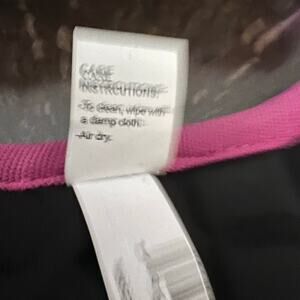 CARE
INSTRUCTIONS:
To clean, wipe with
a damp cloth.
Air dry.